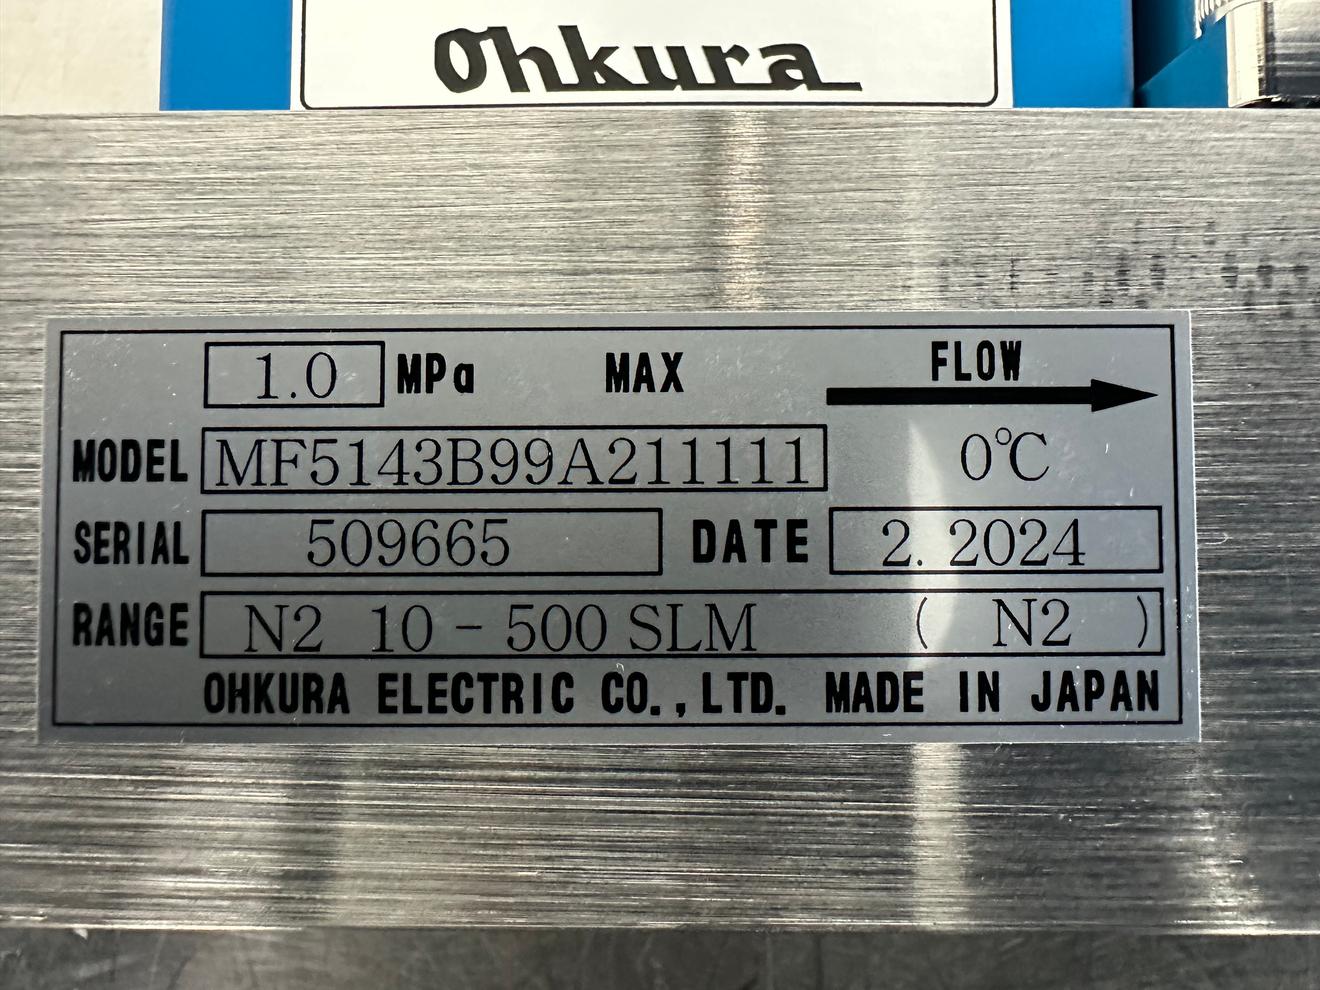 Ohkura
1.0 MPa MAX FLOW
MODEL MF5143B99A211111 0℃
SERIAL 509665 DATE 2. 2024
RANGE N2 10 - 500 SLM ( N2 )
OHKURA ELECTRIC CO., LTD. MADE IN JAPAN